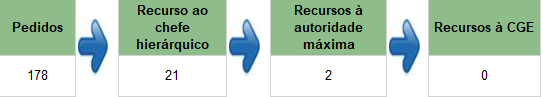 Pedidos
Recurso ao
chefe
hierárquico
Recursos à
autoridade
máxima
Recursos à CGE
178
21
2
0